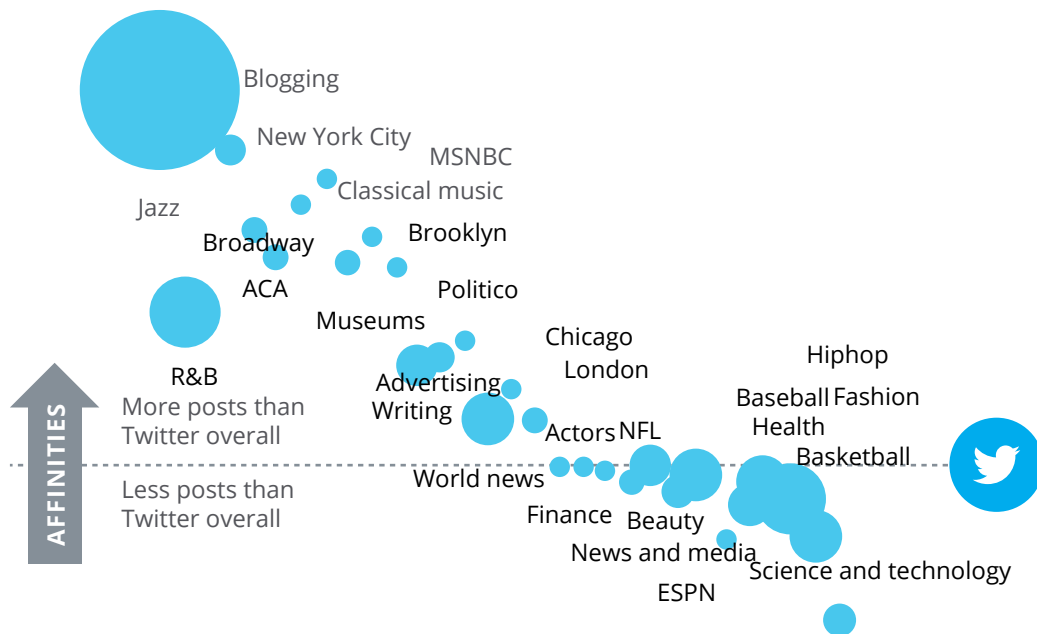 Blogging
New York City
MSNBC
Classical music
Jazz
Broadway
Brooklyn
ACA
Politico
Museums
Chicago
Hiphop
London
R&B
Advertising
Baseball
Fashion
More posts than
Twitter overall
Writing
Health
Actors
NFL
Basketball
World news
Less posts than
Twitter overall
Finance
Beauty
News and media
Science and technology
ESPN
AFFINITIES